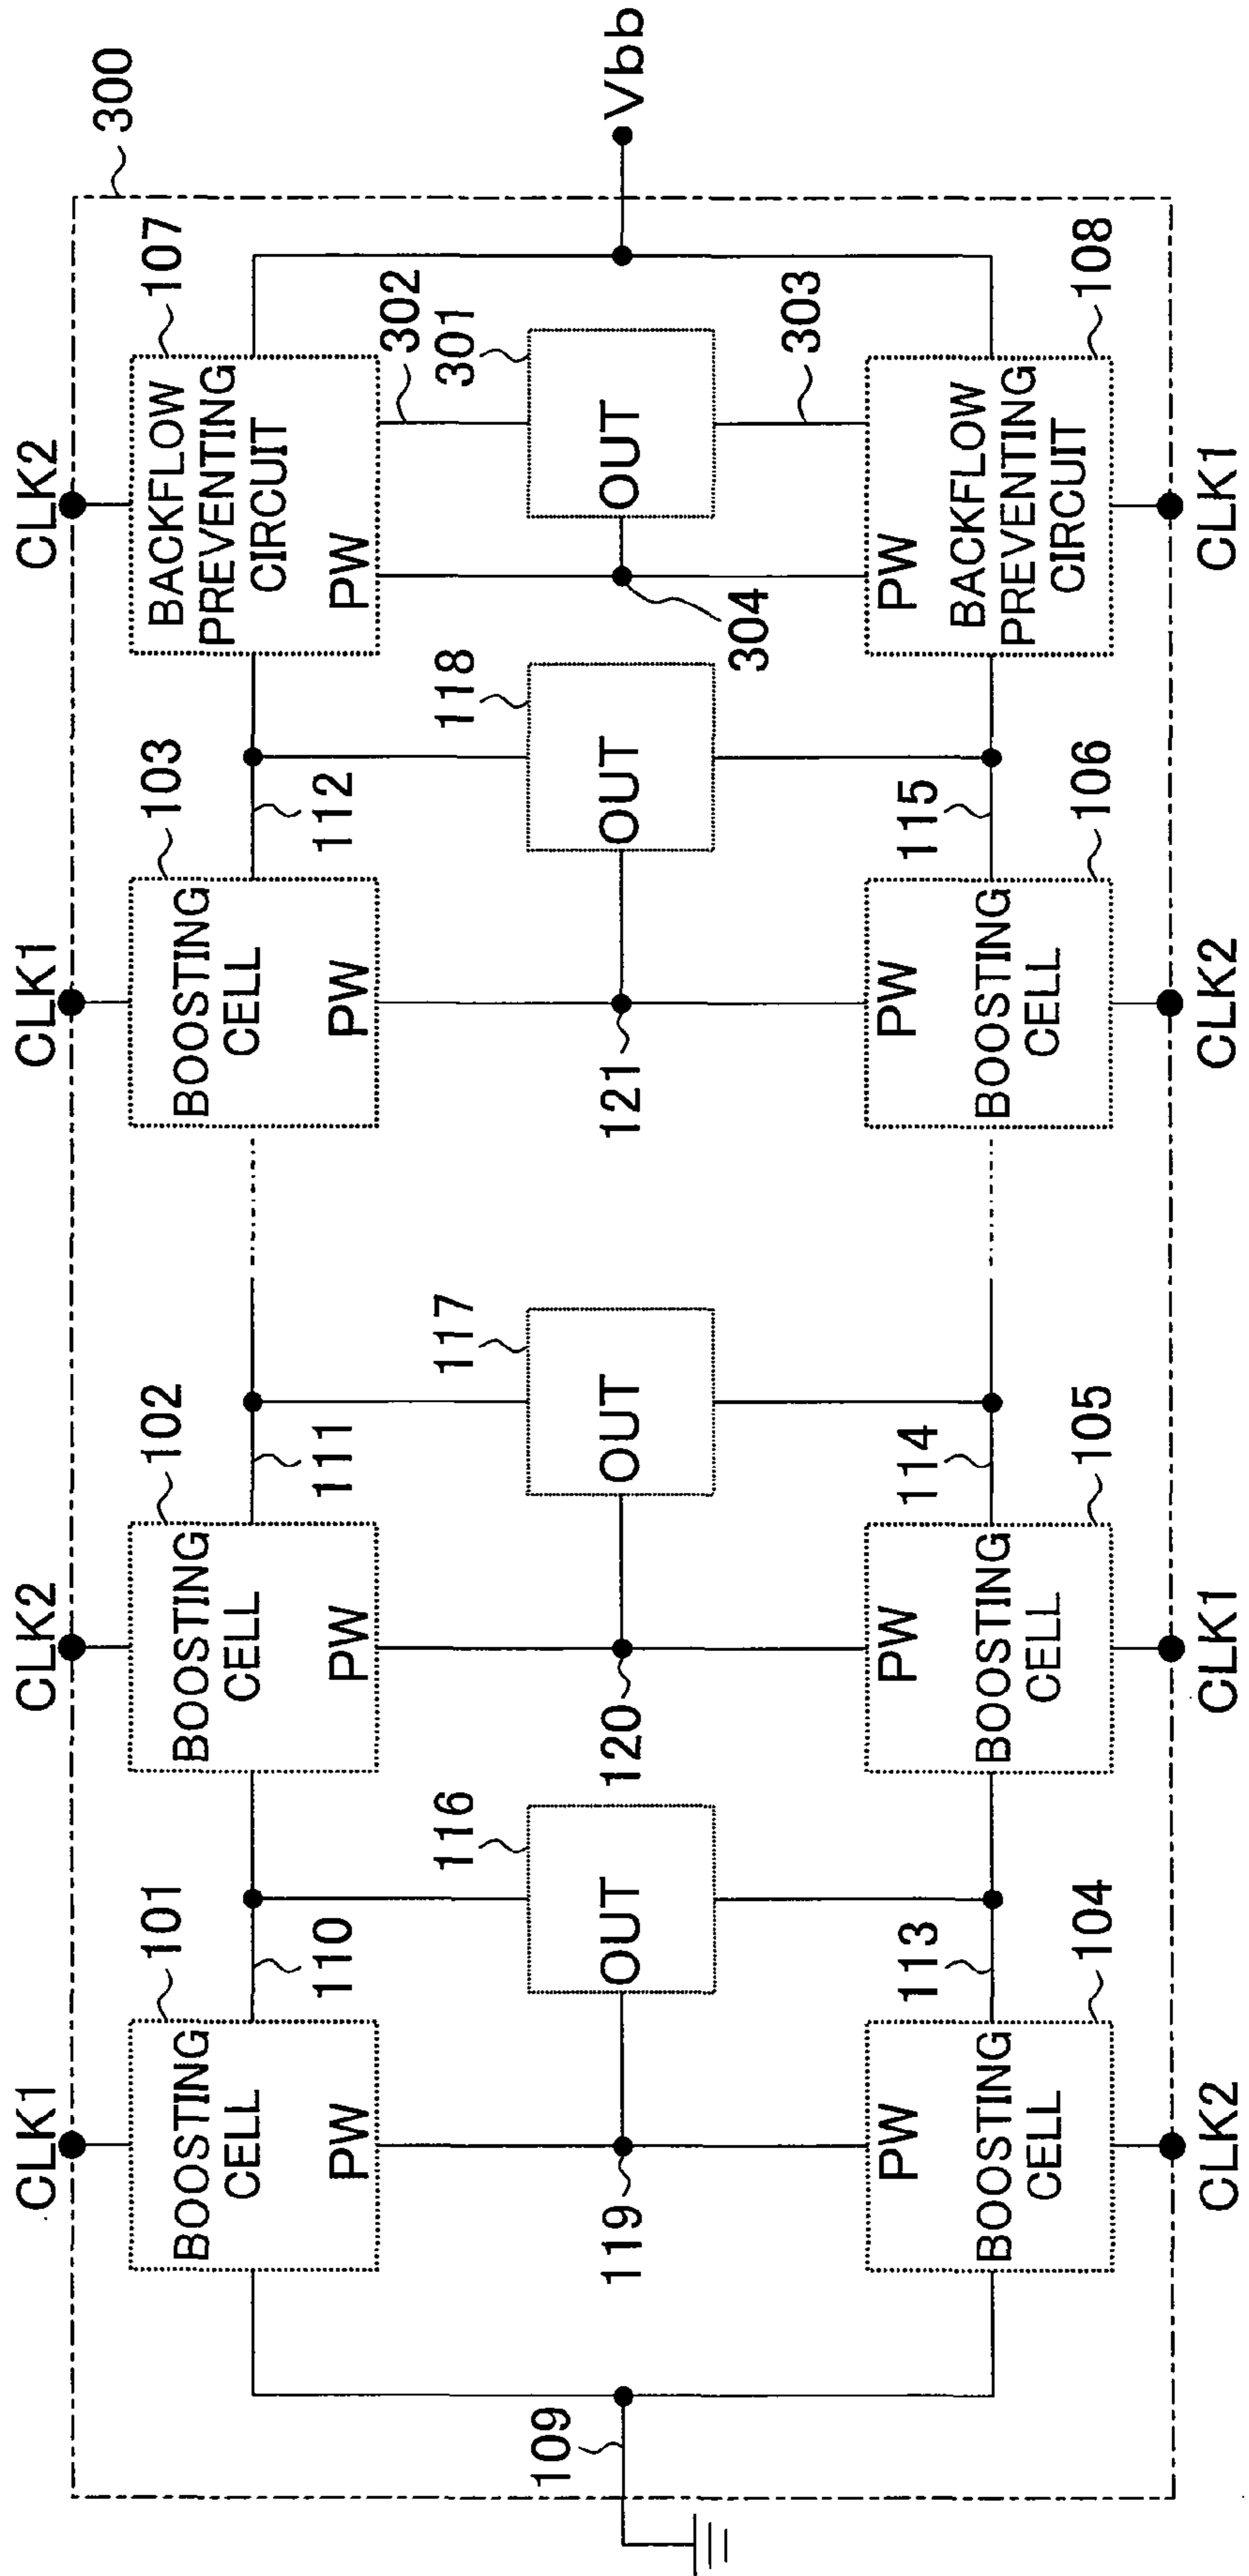 300
CLK1
CLK2
CLK1
CLK2
101
102
103
107
BOOSTING
CELL
PW
BOOSTING
CELL
PW
BOOSTING
CELL
PW
BACKFLOW
PREVENTING
CIRCUIT
PW
110
111
112
302
116
117
118
301
109
OUT
OUT
OUT
OUT
Vbb
119
120
121
304
303
113
114
115
PW
BOOSTING
CELL
PW
BOOSTING
CELL
PW
BOOSTING
CELL
PW
BACKFLOW
PREVENTING
CIRCUIT
104
105
106
108
CLK2
CLK1
CLK2
CLK1